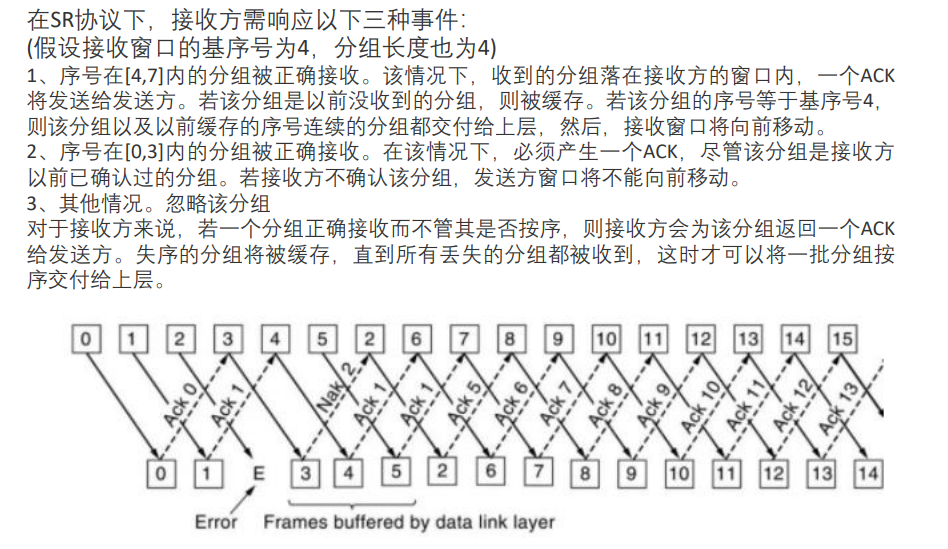 在SR协议下，接收方需响应以下三种事件：
(假设接收窗口的基序号为4，分组长度也为4)
1、序号在[4,7]内的分组被正确接收。该情况下，收到的分组落在接收方的窗口内，一个ACK
将发送给发送方。若该分组是以前没收到的分组，则被缓存。若该分组的序号等于基序号4，
则该分组以及以前缓存的序号连续的分组都交付给上层，然后，接收窗口将向前移动。
2、序号在[0,3]内的分组被正确接收。在该情况下，必须产生一个ACK，尽管该分组是接收方
以前已确认过的分组。若接收方不确认该分组，发送方窗口将不能向前移动。
3、其他情况。忽略该分组
对于接收方来说，若一个分组正确接收而不管其是否按序，则接收方会为该分组返回一个ACK
给发送方。失序的分组将被缓存，直到所有丢失的分组都被收到，这时才可以将一批分组按
序交付给上层。
0 1 2 3 4 5 2 6 7 8 9 10 11 12 13 14 15
Ack 0 Ack 1 Nak 2 Ack 1 Ack 1 Ack 5 Ack 6 Ack 7 Ack 8 Ack 9 Ack 10 Ack 11 Ack 12 Ack 13
0 1 E 3 4 5 2 6 7 8 9 10 11 12 13 14
Error Frames buffered by data link layer